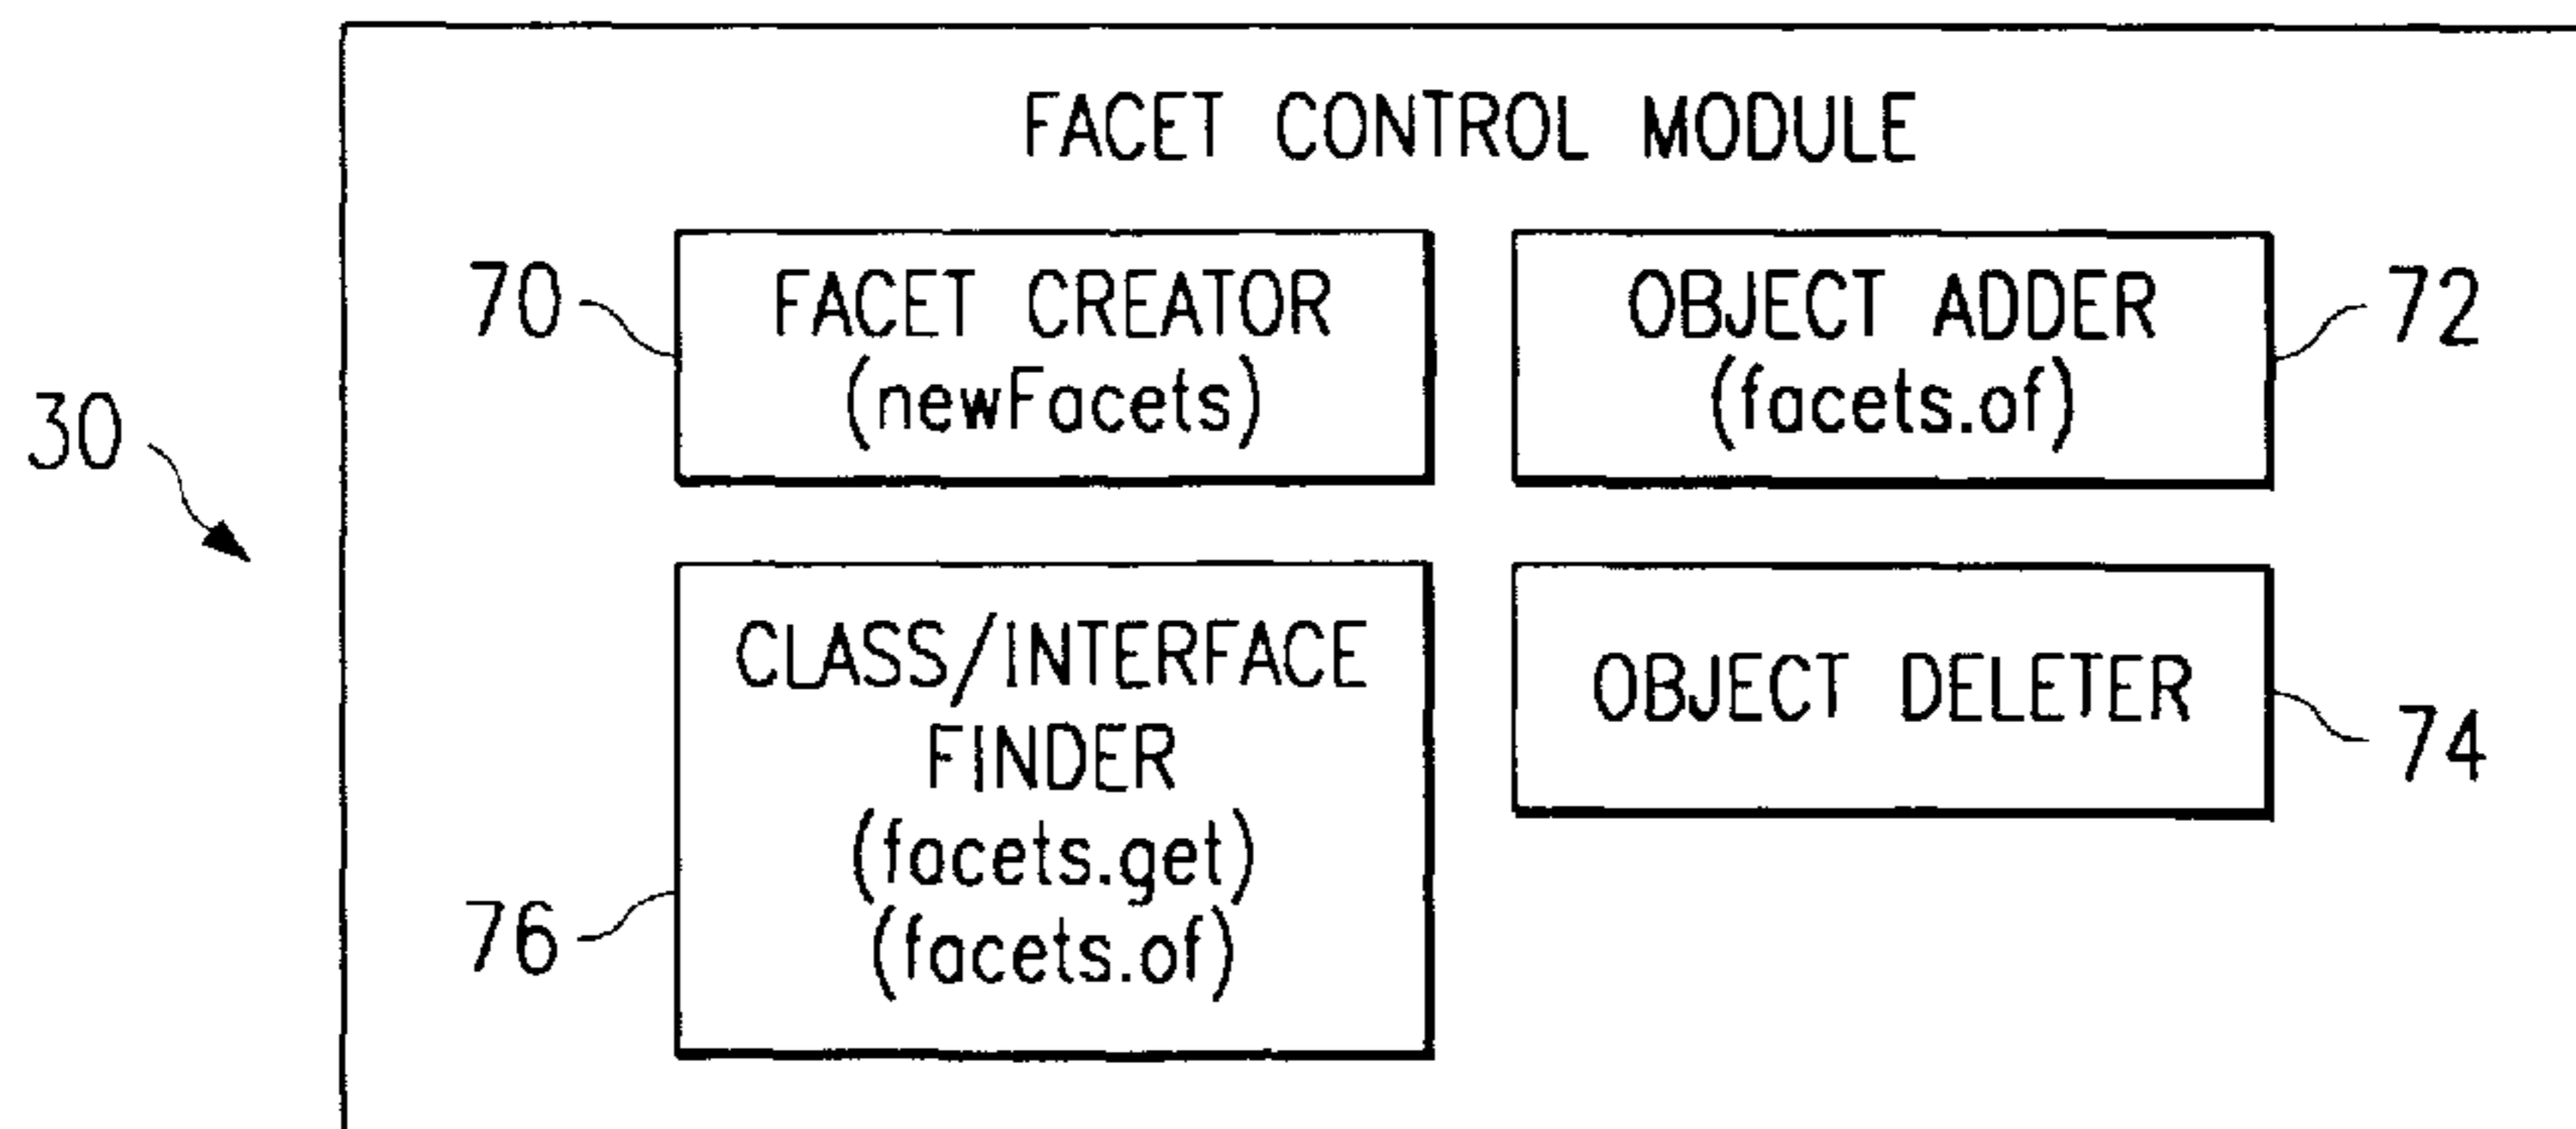 FACET CONTROL MODULE
70
FACET CREATOR
(newFacets)
OBJECT ADDER
(facets.of)
72
30
CLASS/INTERFACE
FINDER
(facets.get)
(facets.of)
76
OBJECT DELETER
74